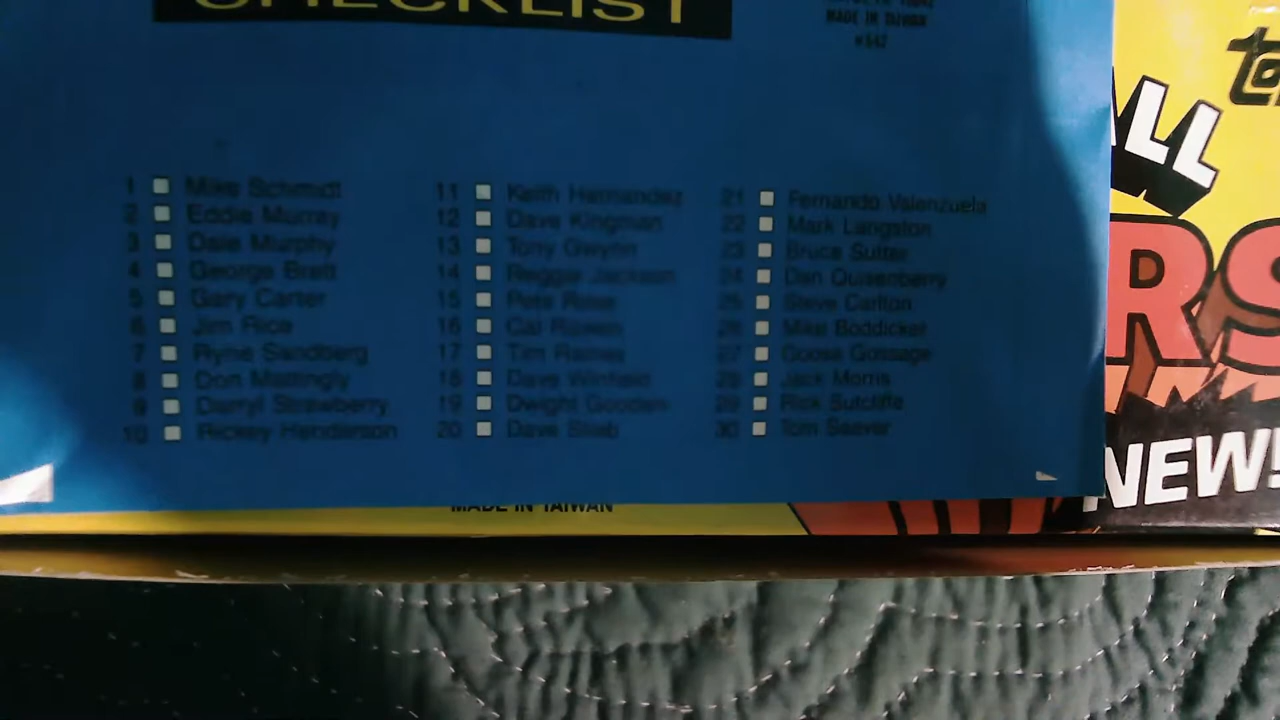 CHECKLIST
MADE IN TAIWAN
1 Mike Schmidt
2 Eddie Murray
3 Dale Murphy
4 George Brett
5 Gary Carter
6 Jim Rice
7 Ryne Sandberg
8 Don Mattingly
9 Darryl Strawberry
10 Rickey Henderson
11 Keith Hernandez
12 Dave Kingman
13 Tony Gwynn
14 Reggie Jackson
15 Pete Rose
16 Cal Ripken
17 Tim Raines
18 Dave Winfield
19 Dwight Gooden
20 Dave Stieb
21 Fernando Valenzuela
22 Mark Langston
23 Bruce Sutter
24 Dan Quisenberry
25 Steve Carlton
26 Mike Boddicker
27 Goose Gossage
28 Jack Morris
29 Rick Sutcliffe
30 Tom Seaver
MADE IN TAIWAN
to
ALL
RS
NEW!